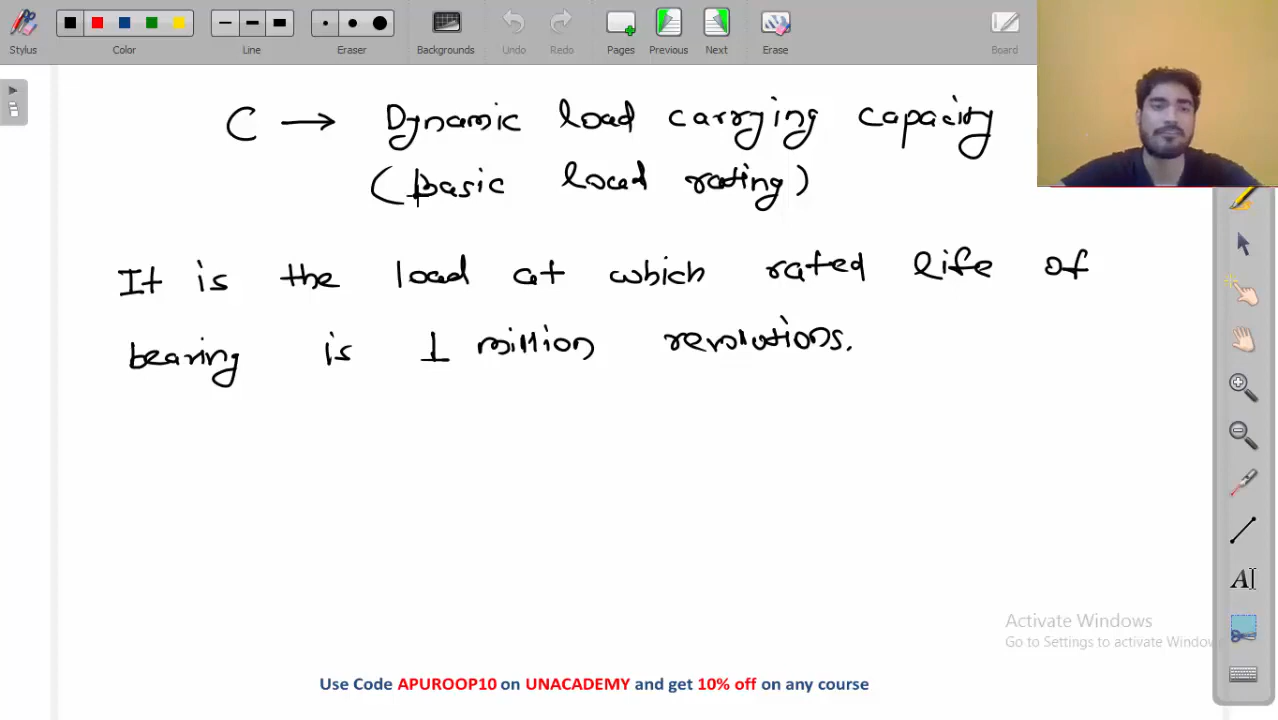 Stylus
Color
Line
Eraser
Backgrounds
Undo
Redo
Pages
Previous
Next
Erase
Board
C → Dynamic load carrying capacity
(Basic load rating)
It is the load at which rated life of
bearing is 1 million revolutions.
A
Activate Windows
Go to Settings to activate Window
Use Code APUROOP10 on UNACADEMY and get 10% off on any course